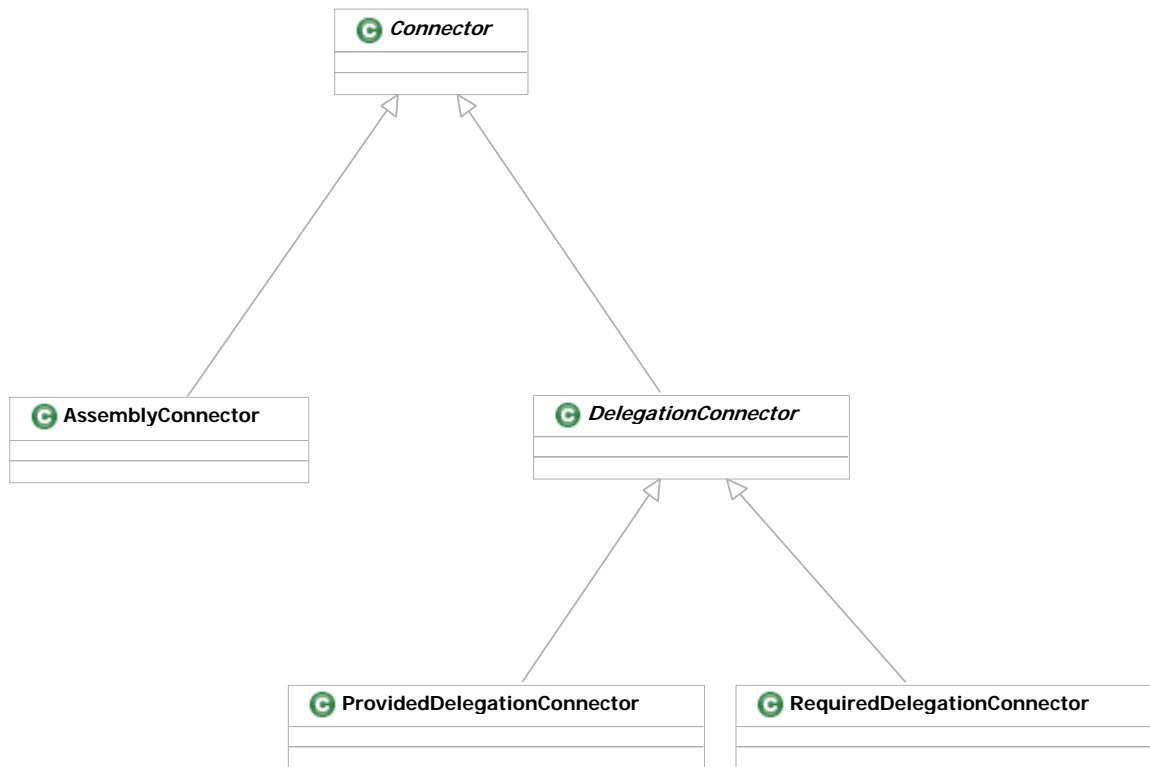 C Connector
C AssemblyConnector
C DelegationConnector
C ProvidedDelegationConnector
C RequiredDelegationConnector